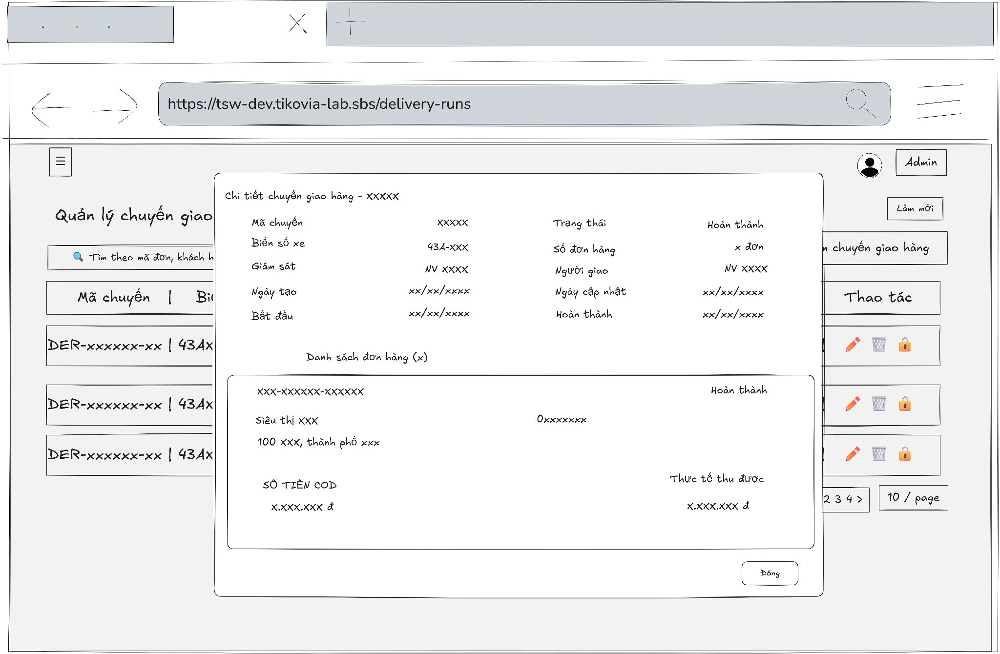 https://tsw-dev.tikovia-lab.sbs/delivery-runs
☰
Admin
Quản lý chuyến giao
Làm mới
🔍 Tìm theo mã đơn, khách h
chuyến giao hàng
Mã chuyến | Biể
Thao tác
DER-xxxxxx-xx | 43Ax
DER-xxxxxx-xx | 43Ax
DER-xxxxxx-xx | 43Ax
2 3 4 >
10 / page
Chi tiết chuyến giao hàng - XXXXX
Mã chuyến XXXXX Trạng thái Hoàn thành
Biển số xe 43A-XXX Số đơn hàng x đơn
Giám sát NV XXXX Người giao NV XXXX
Ngày tạo xx/xx/xxxx Ngày cập nhật xx/xx/xxxx
Bắt đầu xx/xx/xxxx Hoàn thành xx/xx/xxxx
Danh sách đơn hàng (x)
XXX-XXXXXX-XXXXXX Hoàn thành
Siêu thị XXX 0xxxxxxx
100 XXX, thành phố xxx
SỐ TIỀN COD Thực tế thu được
X.XXX.XXX đ X.XXX.XXX đ
Đóng